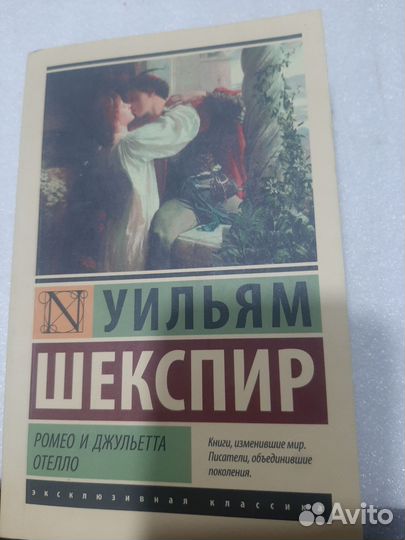 N
УИЛЬЯМ
ШЕКСПИР
РОМЕО И ДЖУЛЬЕТТА
ОТЕЛЛО
Книги, изменившие мир.
Писатели, объединившие
поколения.
эксклюзивная классика
Avito